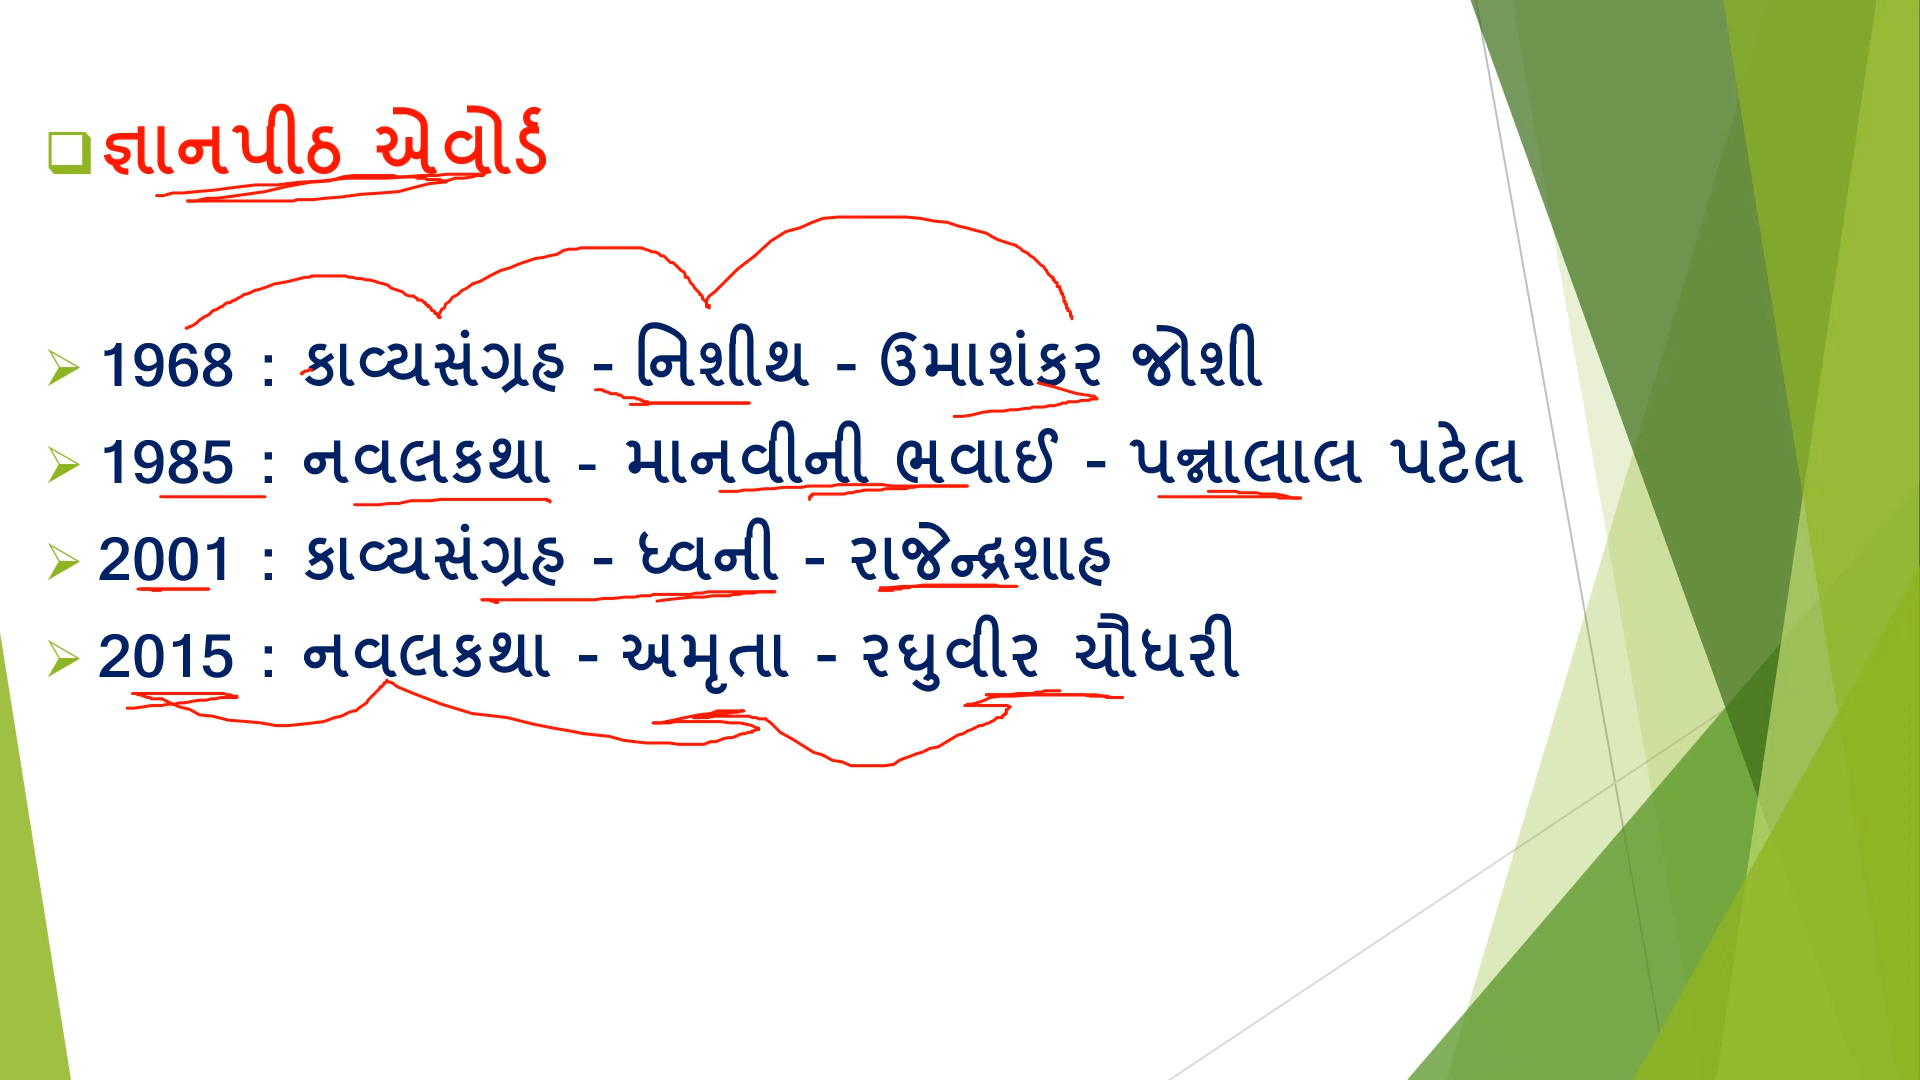 જ્ઞાનપીઠ એવોર્ડ
1968 : કાવ્યસંગ્રહ - નિશીથ - ઉમાશંકર જોશી
1985 : નવલકથા - માનવીની ભવાઈ - પન્નાલાલ પટેલ
2001 : કાવ્યસંગ્રહ - ધ્વની - રાજેન્દ્રશાહ
2015 : નવલકથા - અમૃતા - રઘુવીર ચૌધરી